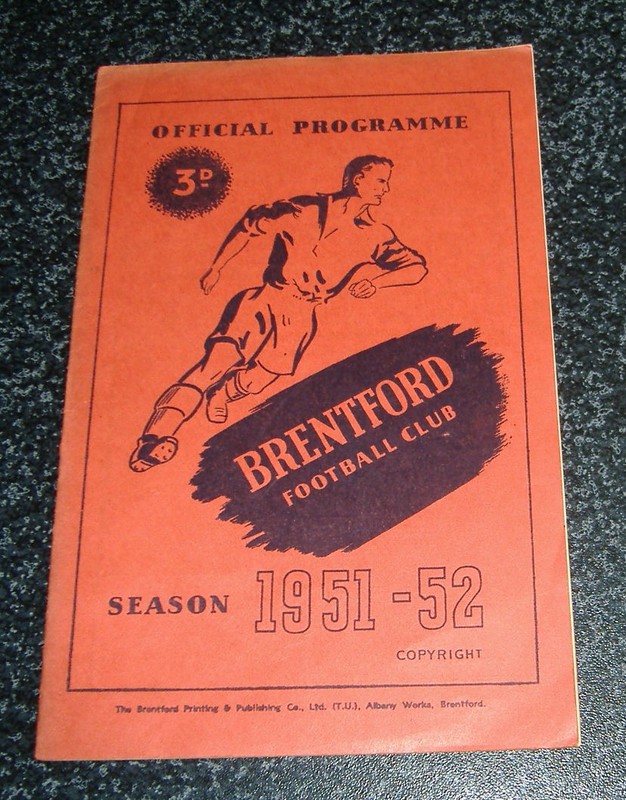 OFFICIAL PROGRAMME
3D
BRENTFORD
FOOTBALL CLUB
SEASON 1951-52
COPYRIGHT
The Brentford Printing & Publishing Co., Ltd. (T.U.), Albany Works, Brentford.